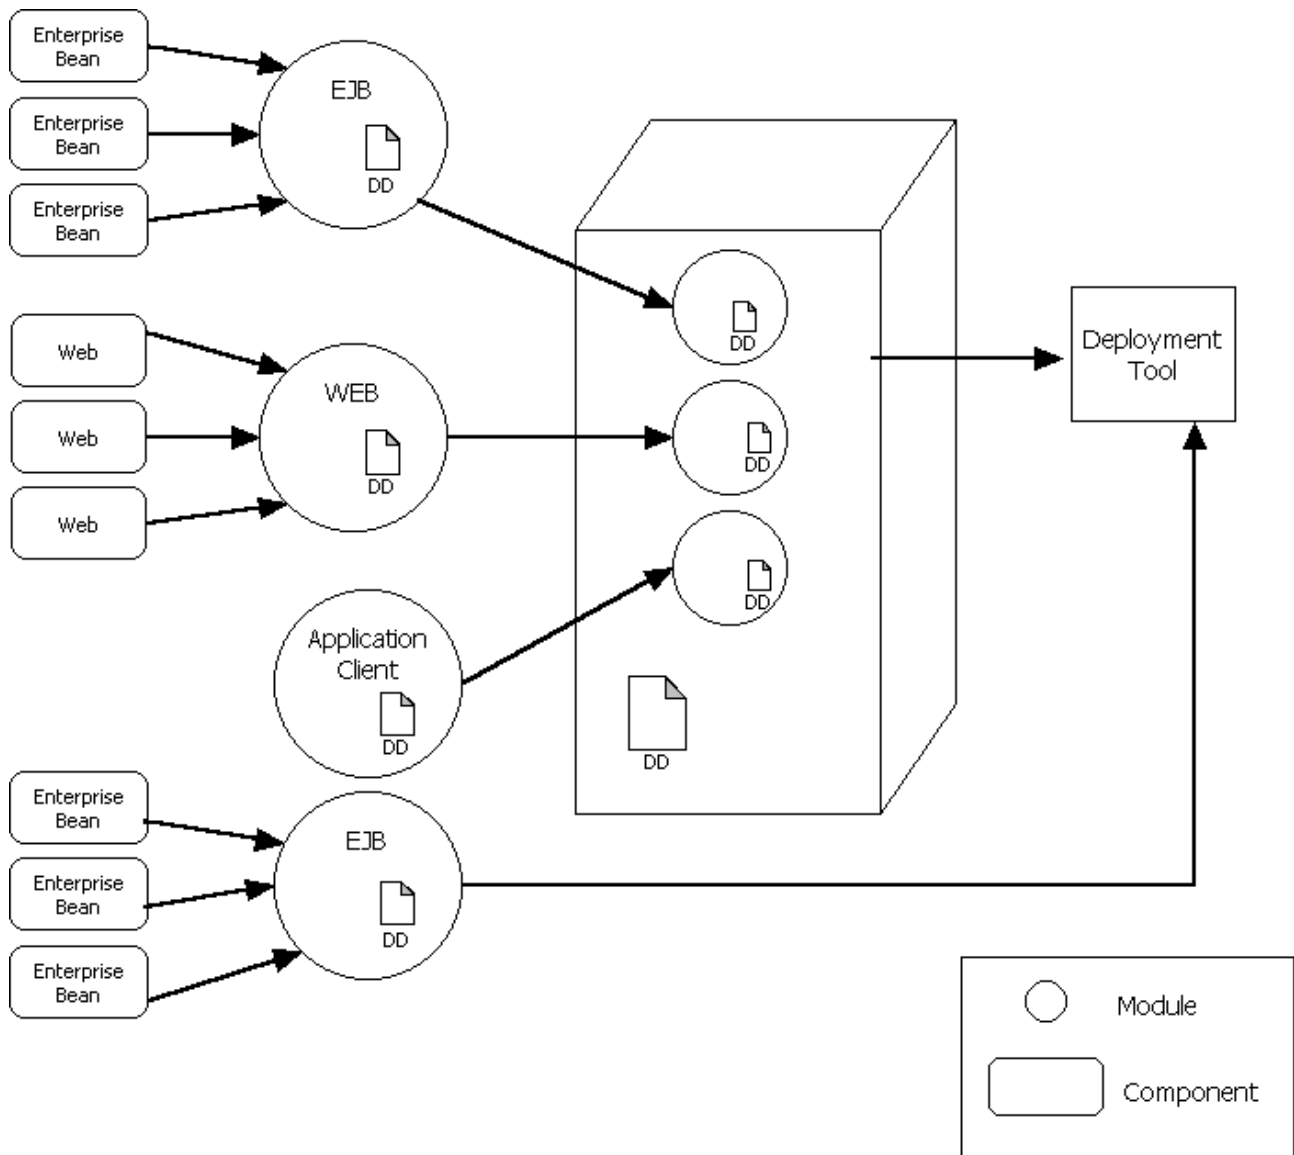 Enterprise
Bean
Enterprise
Bean
Enterprise
Bean
EJB
DD
Web
Web
Web
WEB
DD
Application
Client
DD
Enterprise
Bean
Enterprise
Bean
Enterprise
Bean
EJB
DD
DD
DD
DD
DD
Deployment
Tool
Module
Component